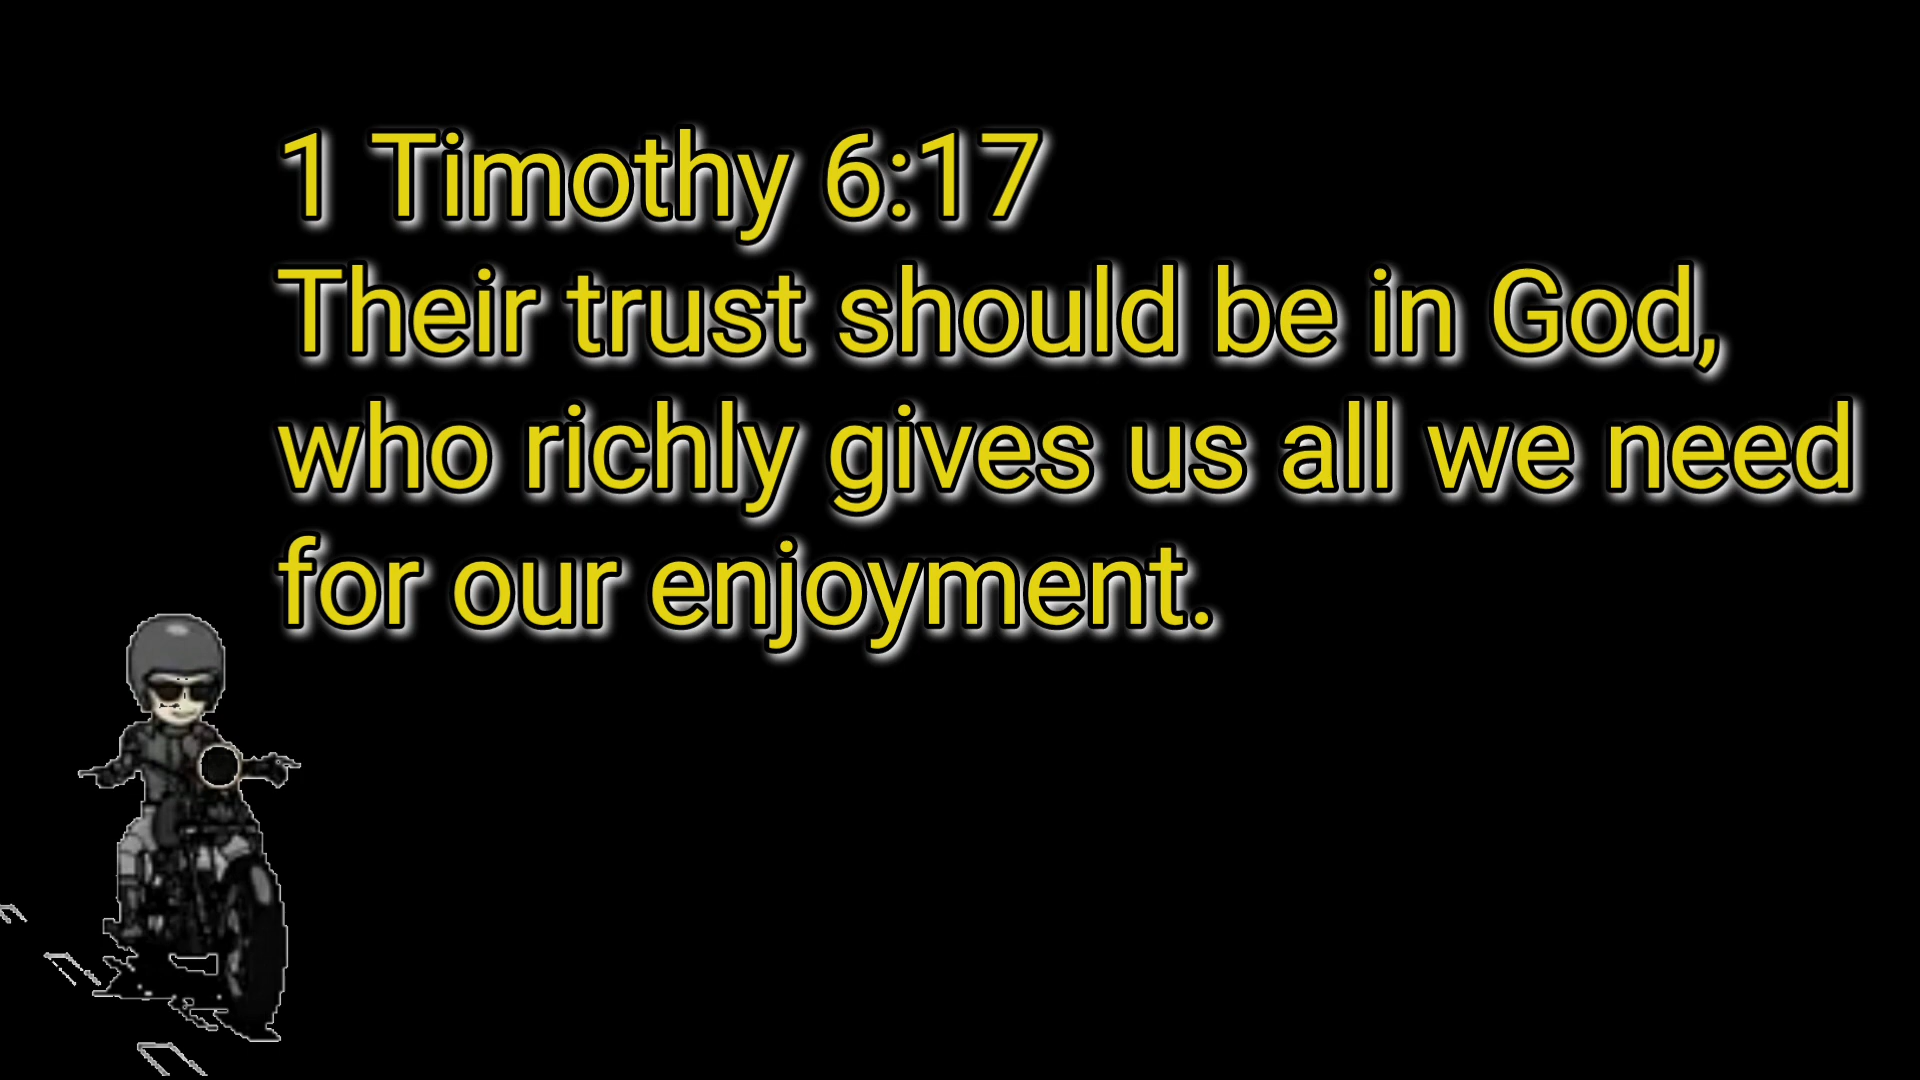 1 Timothy 6:17
Their trust should be in God,
who richly gives us all we need
for our enjoyment.